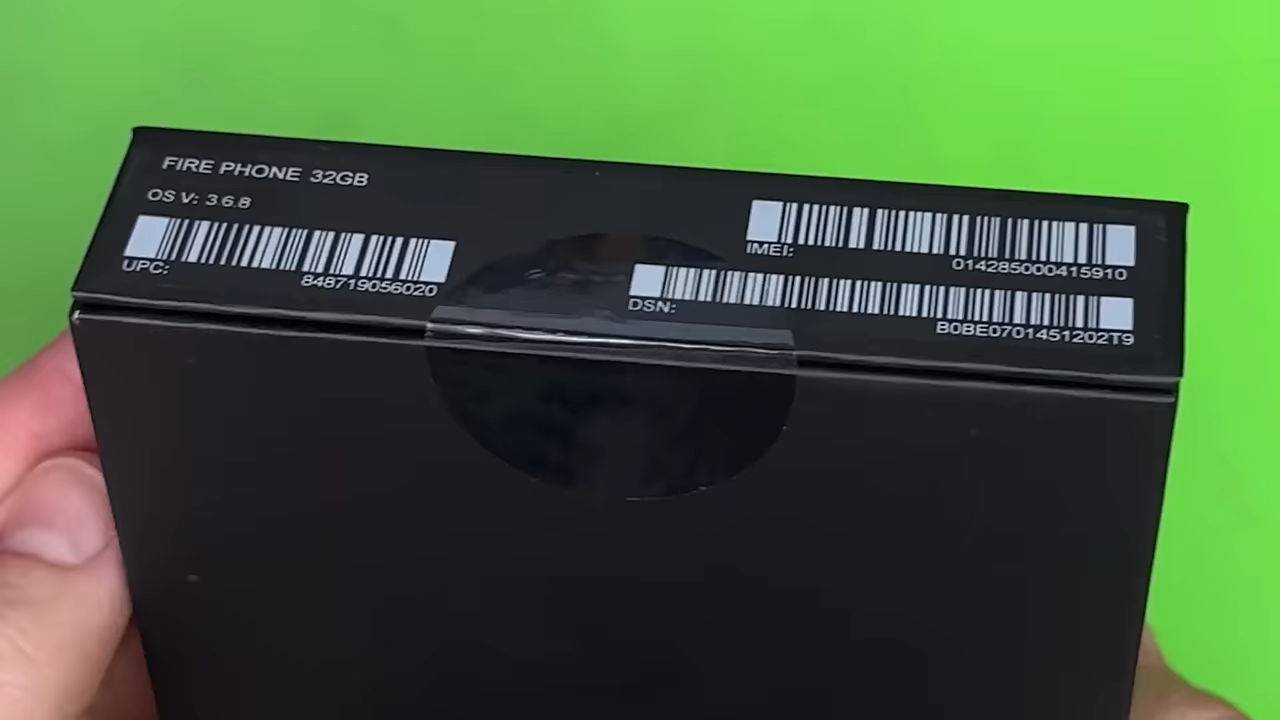 FIRE PHONE 32GB
OS V: 3.6.8
UPC:
848719056020
IMEI:
014285000415910
DSN:
B0BE0701451202T9